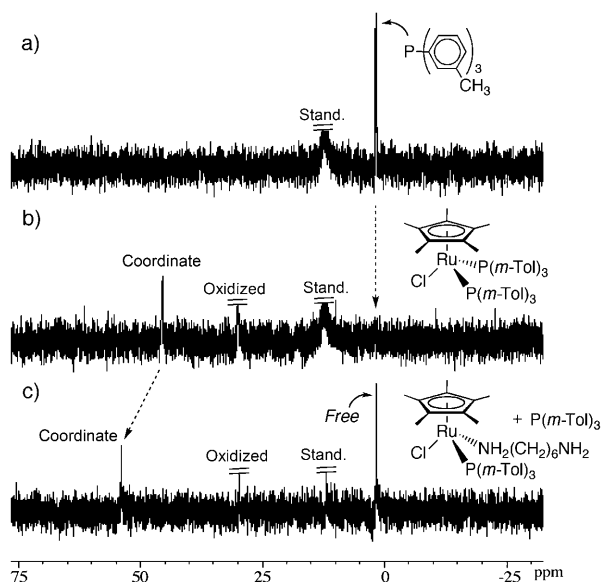 a)
P
3
CH3
Stand.
b)
Coordinate
Oxidized
Stand.
Ru
Cl
P(m-Tol)3
P(m-Tol)3
c)
Coordinate
Oxidized
Stand.
Free
+ P(m-Tol)3
Ru
Cl
NH2(CH2)6NH2
P(m-Tol)3
75 50 25 0 -25 ppm